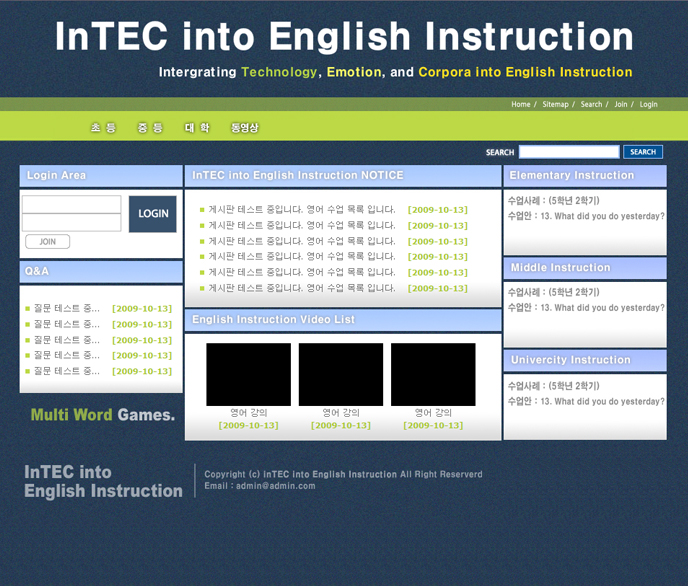 InTEC into English Instruction
Intergrating Technology, Emotion, and Corpora into English Instruction
Home / Sitemap / Search / Join / Login
초 등 중 등 대 학 동영상
SEARCH SEARCH
Login Area
LOGIN
JOIN
Q&A
질문 테스트 중... [2009-10-13]
질문 테스트 중... [2009-10-13]
질문 테스트 중... [2009-10-13]
질문 테스트 중... [2009-10-13]
질문 테스트 중... [2009-10-13]
Multi Word Games.
InTEC into English Instruction NOTICE
게시판 테스트 중입니다. 영어 수업 목록 입니다. [2009-10-13]
게시판 테스트 중입니다. 영어 수업 목록 입니다. [2009-10-13]
게시판 테스트 중입니다. 영어 수업 목록 입니다. [2009-10-13]
게시판 테스트 중입니다. 영어 수업 목록 입니다. [2009-10-13]
게시판 테스트 중입니다. 영어 수업 목록 입니다. [2009-10-13]
게시판 테스트 중입니다. 영어 수업 목록 입니다. [2009-10-13]
English Instruction Video List
영어 강의 영어 강의 영어 강의
[2009-10-13] [2009-10-13] [2009-10-13]
Elementary Instruction
수업사례 : (5학년 2학기)
수업안 : 13. What did you do yesterday?
Middle Instruction
수업사례 : (5학년 2학기)
수업안 : 13. What did you do yesterday?
Univercity Instruction
수업사례 : (5학년 2학기)
수업안 : 13. What did you do yesterday?
InTEC into
English Instruction
Copyright (c) inTEC into English Instruction All Right Reserverd
Email : admin@admin.com